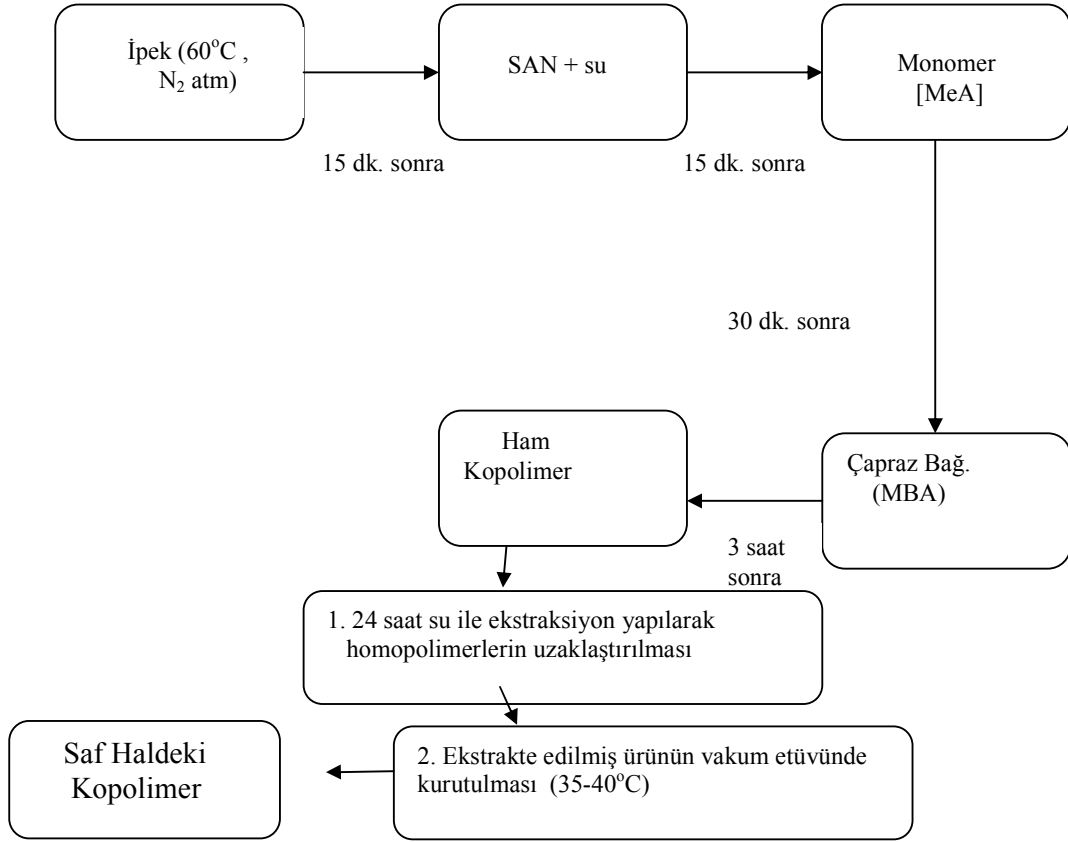 İpek (60°C ,
N₂ atm)
SAN + su
Monomer
[MeA]
15 dk. sonra
15 dk. sonra
30 dk. sonra
Çapraz Bağ.
(MBA)
Ham
Kopolimer
3 saat
sonra
1. 24 saat su ile ekstraksiyon yapılarak
homopolimerlerin uzaklaştırılması
2. Ekstrakte edilmiş ürünün vakum etüvünde
kurutulması (35-40°C)
Saf Haldeki
Kopolimer